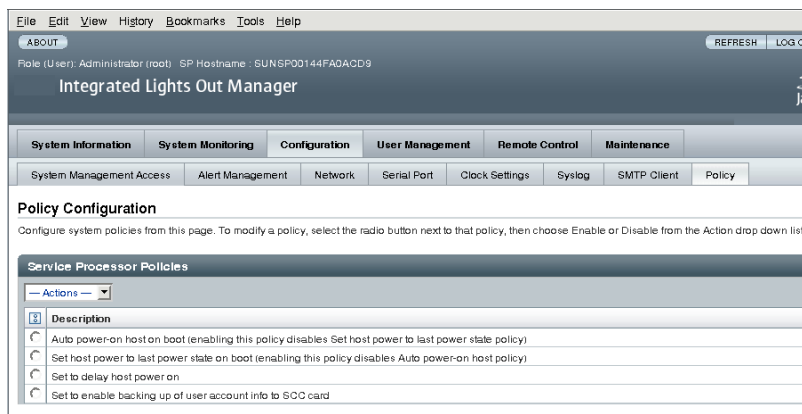 File Edit View History Bookmarks Tools Help
ABOUT REFRESH
Role (User): Administrator (root) SP Hostname : SUNSP00144FA0ACD9
Integrated Lights Out Manager
System Information System Monitoring Configuration User Management Remote Control Maintenance
System Management Access Alert Management Network Serial Port Clock Settings Syslog SMTP Client Policy
Policy Configuration
Configure system policies from this page. To modify a policy, select the radio button next to that policy, then choose Enable or Disable from the Action drop down list
Service Processor Policies
— Actions —
Description
Auto power-on host on boot (enabling this policy disables Set host power to last power state policy)
Set host power to last power state on boot (enabling this policy disables Auto power-on host policy)
Set to delay host power on
Set to enable backing up of user account info to SCC card